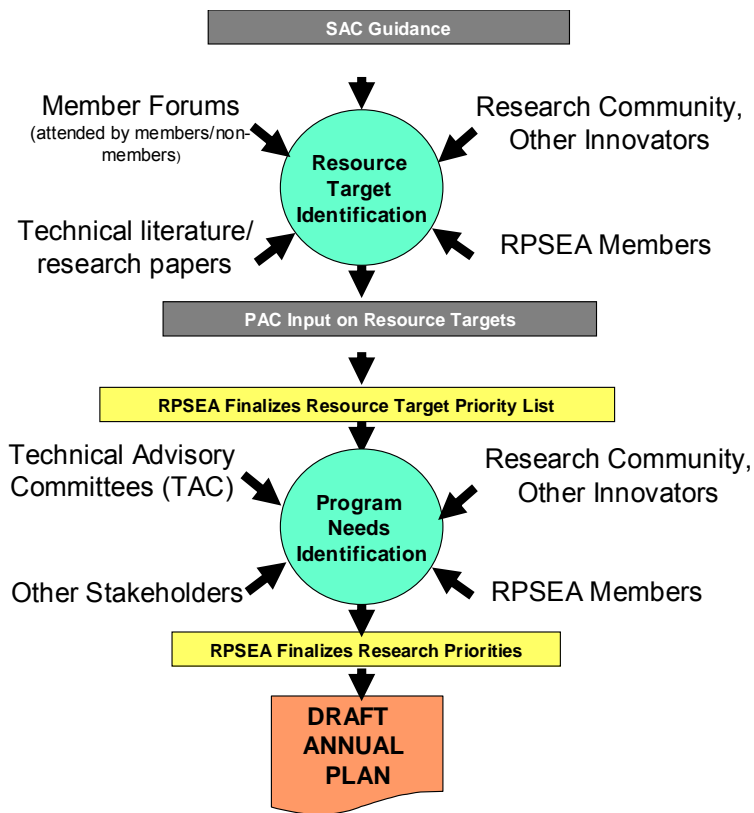 SAC Guidance
Member Forums
(attended by members/non-
members)
Research Community,
Other Innovators
Resource
Target
Identification
Technical literature/
research papers
RPSEA Members
PAC Input on Resource Targets
RPSEA Finalizes Resource Target Priority List
Technical Advisory
Committees (TAC)
Research Community,
Other Innovators
Program
Needs
Identification
Other Stakeholders
RPSEA Members
RPSEA Finalizes Research Priorities
DRAFT
ANNUAL
PLAN